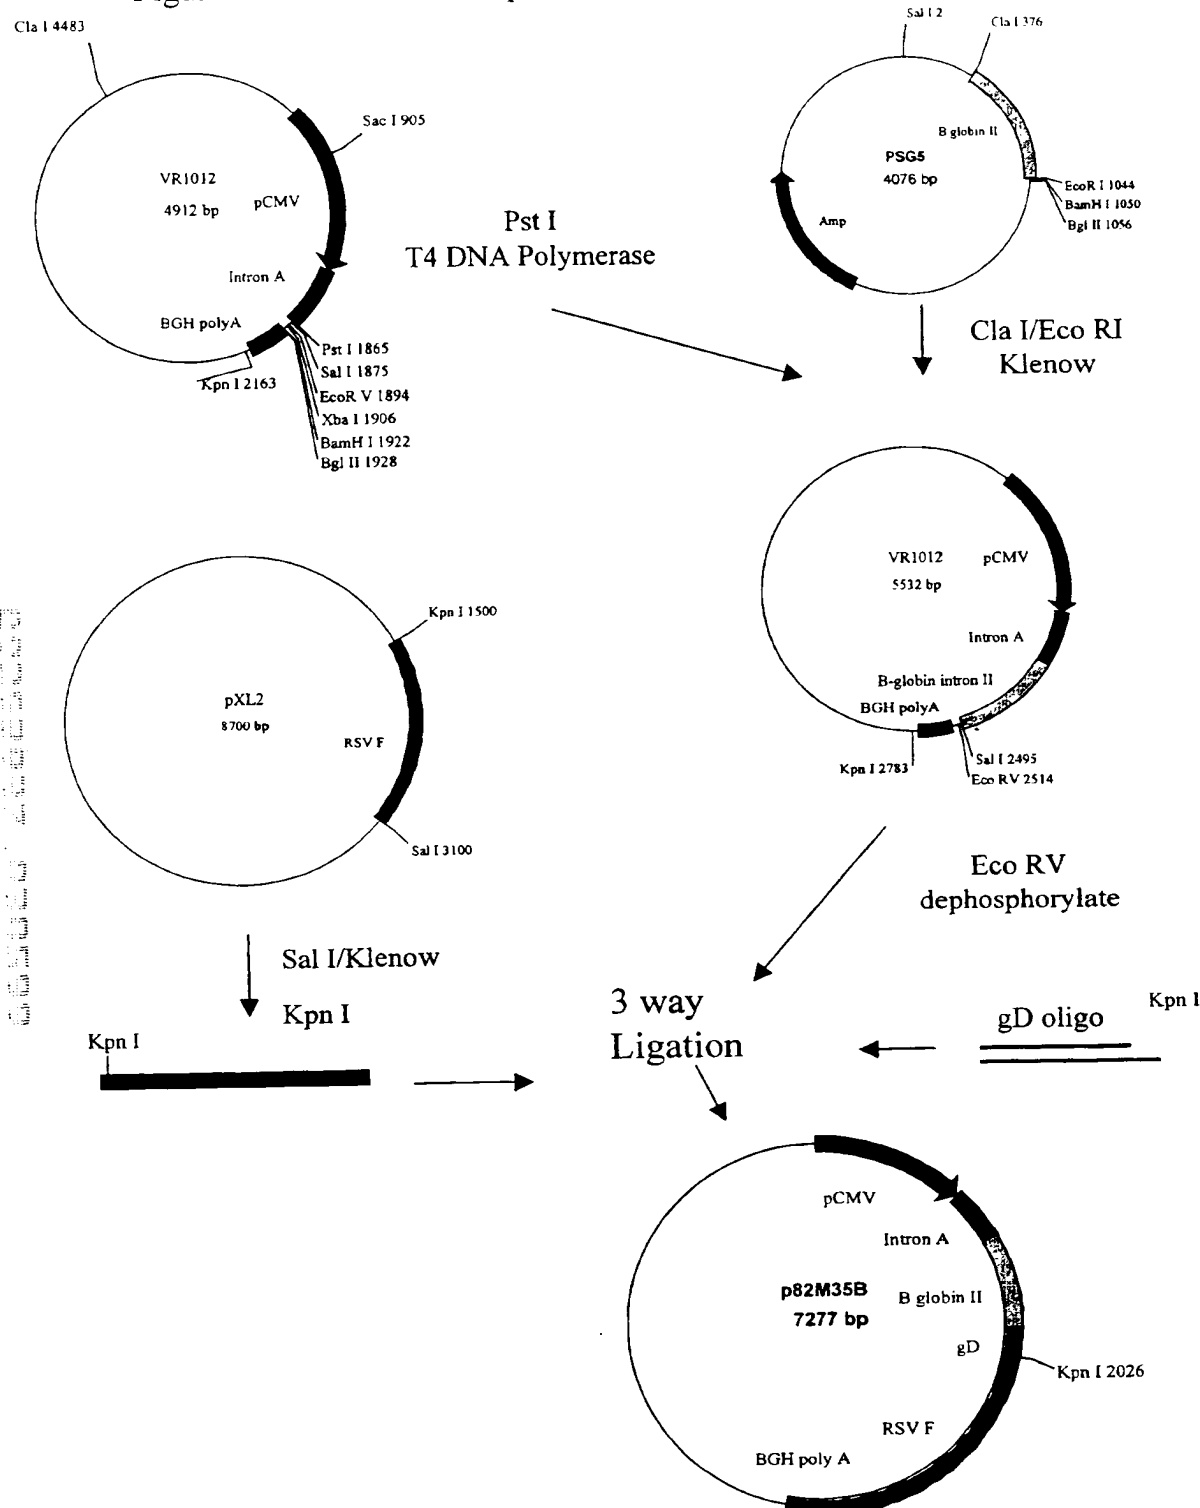 Cla I 4483
Sac I 905
VR1012
4912 bp
pCMV
Intron A
BGH polyA
Pst I 1865
Sal I 1875
Kpn I 2163
EcoR V 1894
Xba I 1906
BamH I 1922
Bgl II 1928
Pst I
T4 DNA Polymerase
Sal I 2
Cla I 376
B globin II
PSG5
4076 bp
EcoR I 1044
BamH I 1050
Bgl II 1056
Amp
Cla I/Eco RI
Klenow
VR1012
5532 bp
pCMV
Intron A
B-globin intron II
BGH polyA
Sal I 2495
Kpn I 2783
Eco RV 2514
Kpn I 1500
pXL2
8700 bp
RSV F
Sal I 3100
Sal I/Klenow
Kpn I
Kpn I
Eco RV
dephosphorylate
3 way
Ligation
gD oligo
Kpn I
pCMV
Intron A
p82M35B
7277 bp
B globin II
gD
Kpn I 2026
RSV F
BGH poly A